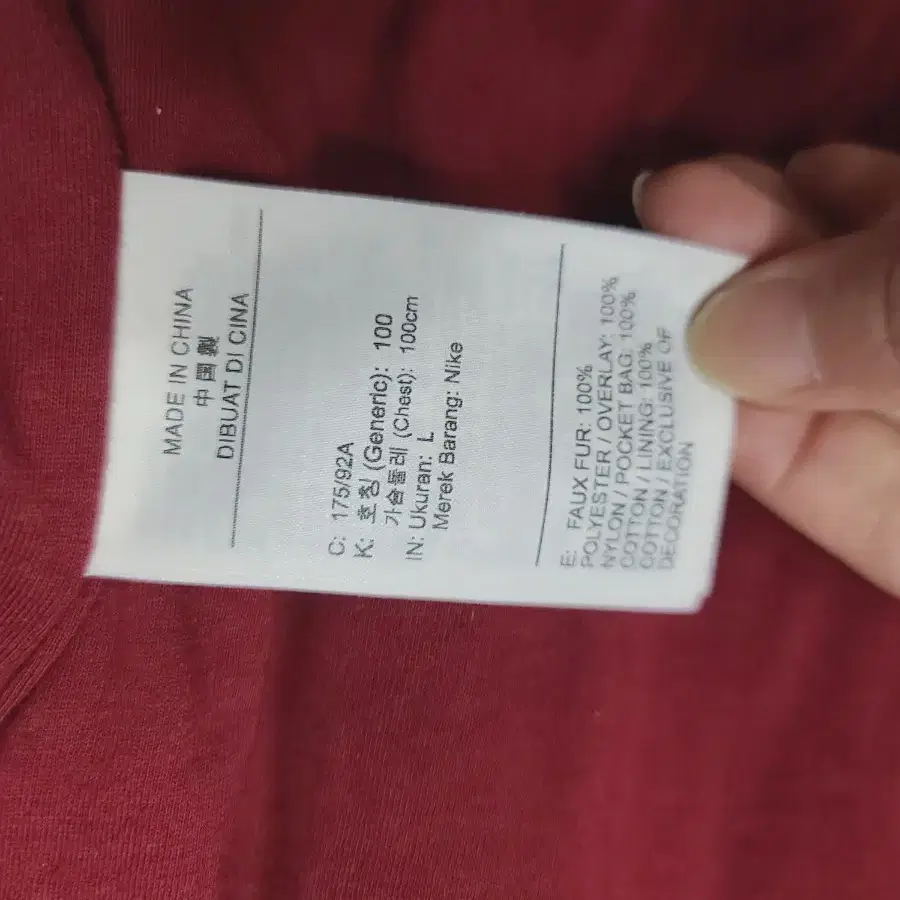 MADE IN CHINA
中国製
DIBUAT DI CINA
C: 175/92A
K: 호칭 (Generic): 100
가슴둘레 (Chest): 100cm
IN: Ukuran: L
Merek Barang: Nike
E: FAUX FUR: 100%
POLYESTER / OVERLAY: 100%
NYLON / POCKET BAG: 100%
COTTON / LINING: 100%
COTTON / EXCLUSIVE OF
DECORATION